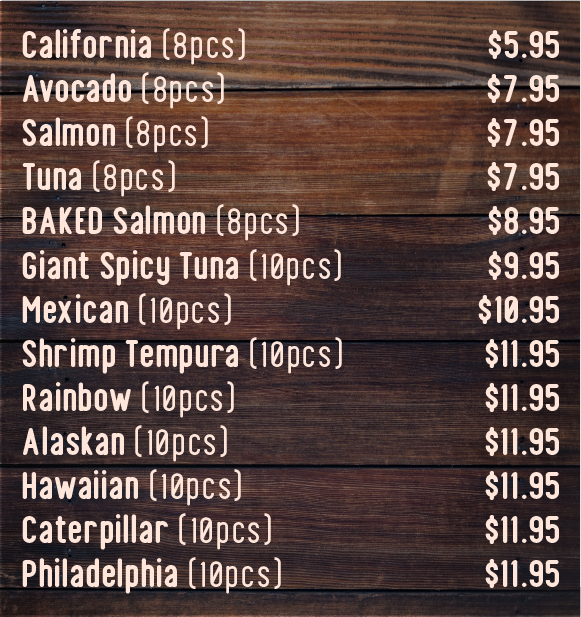 California (8pcs) $5.95
Avocado (8pcs) $7.95
Salmon (8pcs) $7.95
Tuna (8pcs) $7.95
BAKED Salmon (8pcs) $8.95
Giant Spicy Tuna (10pcs) $9.95
Mexican (10pcs) $10.95
Shrimp Tempura (10pcs) $11.95
Rainbow (10pcs) $11.95
Alaskan (10pcs) $11.95
Hawaiian (10pcs) $11.95
Caterpillar (10pcs) $11.95
Philadelphia (10pcs) $11.95